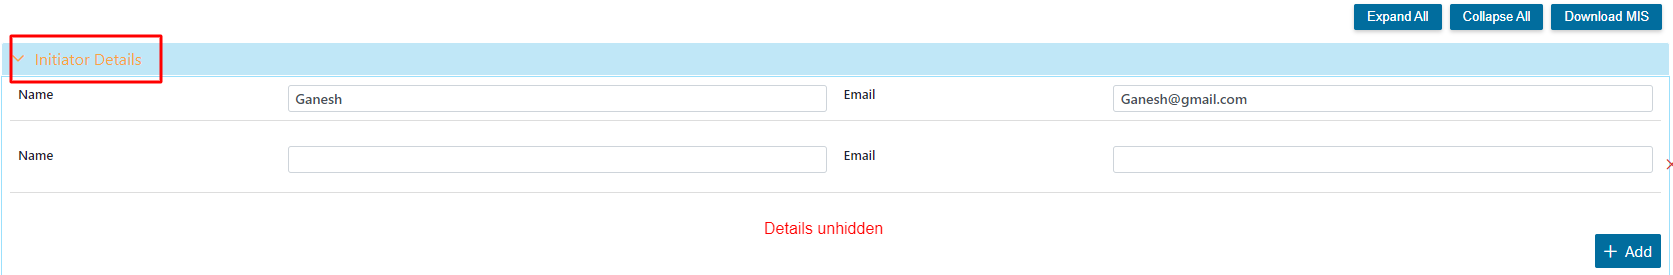 Expand All Collapse All Download MIS
Initiator Details
Name Ganesh Email Ganesh@gmail.com
Name Email
Details unhidden
+ Add